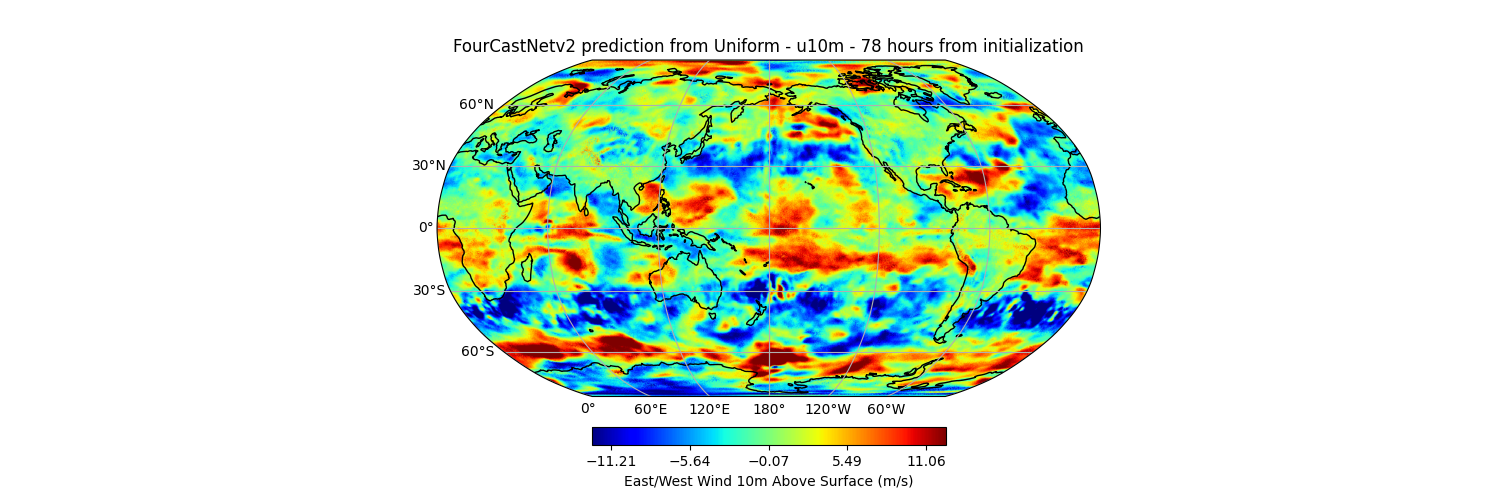 FourCastNetv2 prediction from Uniform - u10m - 78 hours from initialization
60°N
30°N
0°
30°S
60°S
0° 60°E 120°E 180° 120°W 60°W
−11.21 −5.64 −0.07 5.49 11.06
East/West Wind 10m Above Surface (m/s)